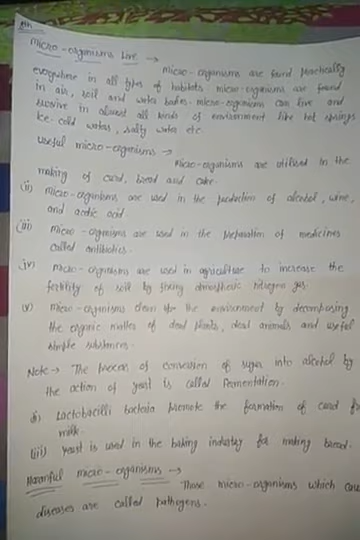 8th
Micro-organisms live →
Micro-organisms are found practically
everywhere in all types of habitats micro-organisms are found
in air, soil and water bodies. micro-organisms can live and
survive in almost all kinds of environment like hot springs
Ice-cold waters, salty water etc.
Useful micro-organisms →
Micro-organisms are utilised in the
making of curd, bread and cake.
(ii) Micro-organisms are used in the production of alcohol, wine,
and acetic acid
(iii) Micro-organisms are used in the preparation of medicines
called antibiotics.
iv) Micro-organisms are used in agriculture to increase the
fertility of soil by fixing atmospheric nitrogen gas.
(v) Micro-organisms clean the environment by decomposing
the organic matter of dead plants, dead animals and useful
simple substances.
Note → The process of conversion of sugar into alcohol by
the action of yeast is called fermentation.
Lactobacilli bacteria promote the formation of curd
milk.
(iii) Yeast is used in the baking industry for making bread.
Harmful micro-organisms →
Those micro-organisms which
diseases are called pathogens.